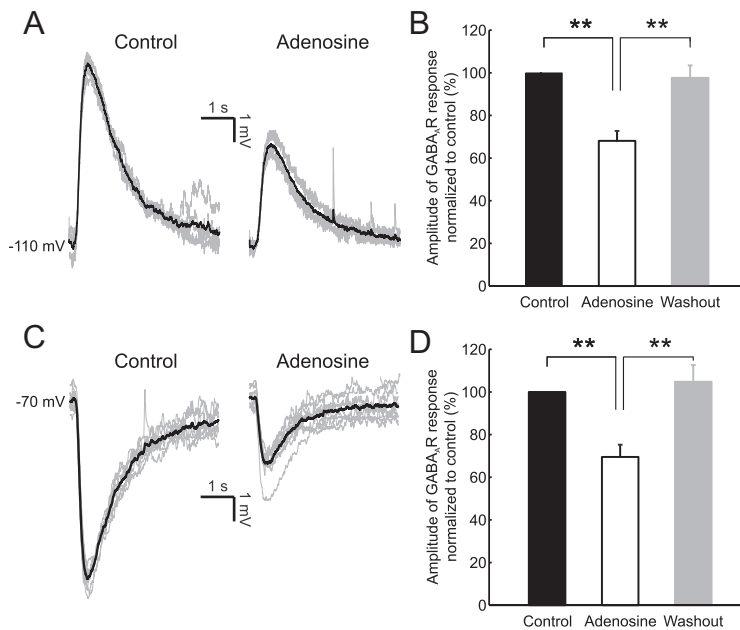 A
Control
Adenosine
1 s
1 mV
-110 mV
B
**
**
120
100
80
60
40
20
0
Amplitude of GABAAR response
normalized to control (%)
Control
Adenosine
Washout
C
Control
Adenosine
-70 mV
1 s
1 mV
D
**
**
120
100
80
60
40
20
0
Amplitude of GABAAR response
normalized to control (%)
Control
Adenosine
Washout